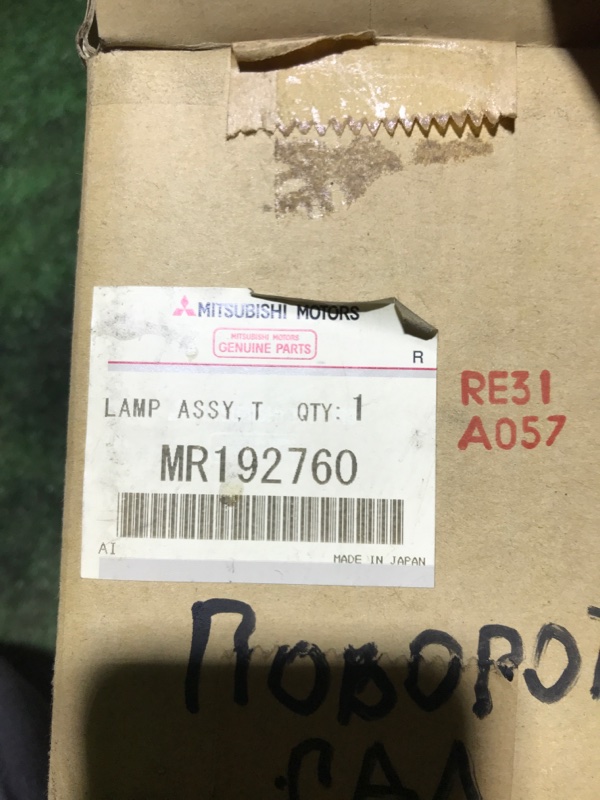 MITSUBISHI MOTORS
MITSUBISHI MOTORS
GENUINE PARTS
R
LAMP ASSY,T QTY:1
MR192760
AI
MADE IN JAPAN
RE31
A057
ПОВОРОТ